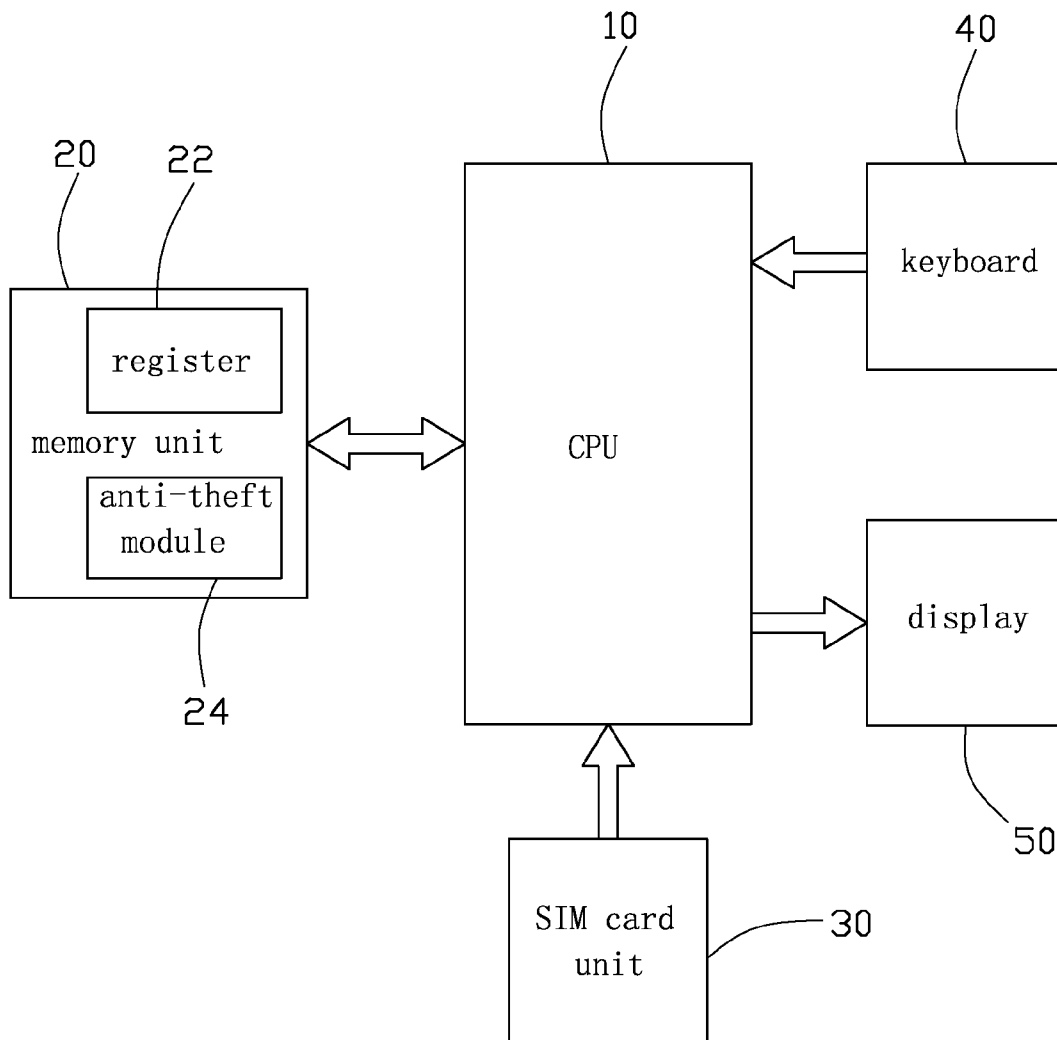 10
40
20
22
keyboard
register
memory unit
CPU
anti-theft
module
display
24
50
SIM card
unit
30